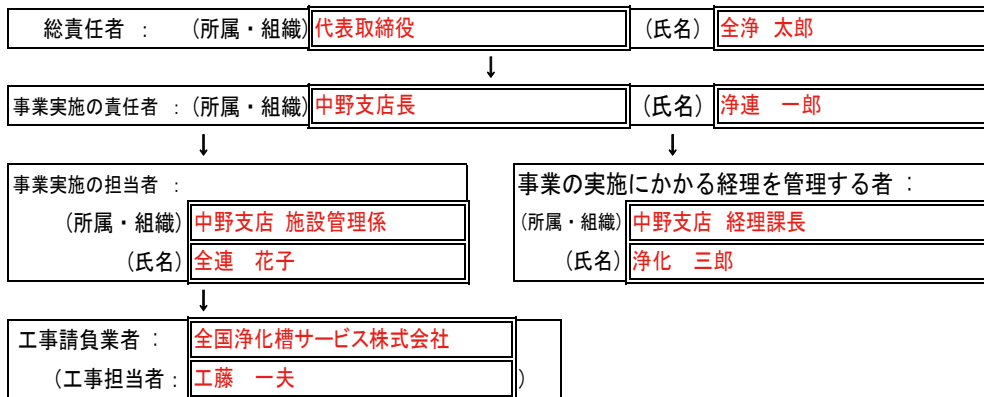 総責任者 : (所属・組織) 代表取締役 (氏名) 全浄 太郎
↓
事業実施の責任者 : (所属・組織) 中野支店長 (氏名) 浄連 一郎
↓ ↓
事業実施の担当者 :
(所属・組織) 中野支店 施設管理係
(氏名) 全連 花子
事業の実施にかかる経理を管理する者 :
(所属・組織) 中野支店 経理課長
(氏名) 浄化 三郎
↓
工事請負業者 : 全国浄化槽サービス株式会社
(工事担当者 : 工藤 一夫 )